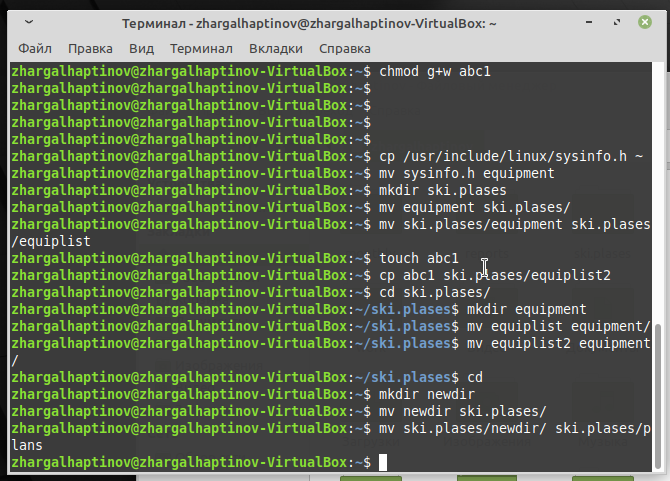 Терминал - zhargalhaptinov@zhargalhaptinov-VirtualBox: ~
Файл Правка Вид Терминал Вкладки Справка
zhargalhaptinov@zhargalhaptinov-VirtualBox:~$ chmod g+w abc1
zhargalhaptinov@zhargalhaptinov-VirtualBox:~$
zhargalhaptinov@zhargalhaptinov-VirtualBox:~$
zhargalhaptinov@zhargalhaptinov-VirtualBox:~$
zhargalhaptinov@zhargalhaptinov-VirtualBox:~$
zhargalhaptinov@zhargalhaptinov-VirtualBox:~$ cp /usr/include/linux/sysinfo.h ~
zhargalhaptinov@zhargalhaptinov-VirtualBox:~$ mv sysinfo.h equipment
zhargalhaptinov@zhargalhaptinov-VirtualBox:~$ mkdir ski.plases
zhargalhaptinov@zhargalhaptinov-VirtualBox:~$ mv equipment ski.plases/
zhargalhaptinov@zhargalhaptinov-VirtualBox:~$ mv ski.plases/equipment ski.plases
/equiplist
zhargalhaptinov@zhargalhaptinov-VirtualBox:~$ touch abc1
zhargalhaptinov@zhargalhaptinov-VirtualBox:~$ cp abc1 ski.plases/equiplist2
zhargalhaptinov@zhargalhaptinov-VirtualBox:~$ cd ski.plases/
zhargalhaptinov@zhargalhaptinov-VirtualBox:~/ski.plases$ mkdir equipment
zhargalhaptinov@zhargalhaptinov-VirtualBox:~/ski.plases$ mv equiplist equipment/
zhargalhaptinov@zhargalhaptinov-VirtualBox:~/ski.plases$ mv equiplist2 equipment
/
zhargalhaptinov@zhargalhaptinov-VirtualBox:~/ski.plases$ cd
zhargalhaptinov@zhargalhaptinov-VirtualBox:~$ mkdir newdir
zhargalhaptinov@zhargalhaptinov-VirtualBox:~$ mv newdir ski.plases/
zhargalhaptinov@zhargalhaptinov-VirtualBox:~$ mv ski.plases/newdir/ ski.plases/p
lans
zhargalhaptinov@zhargalhaptinov-VirtualBox:~$